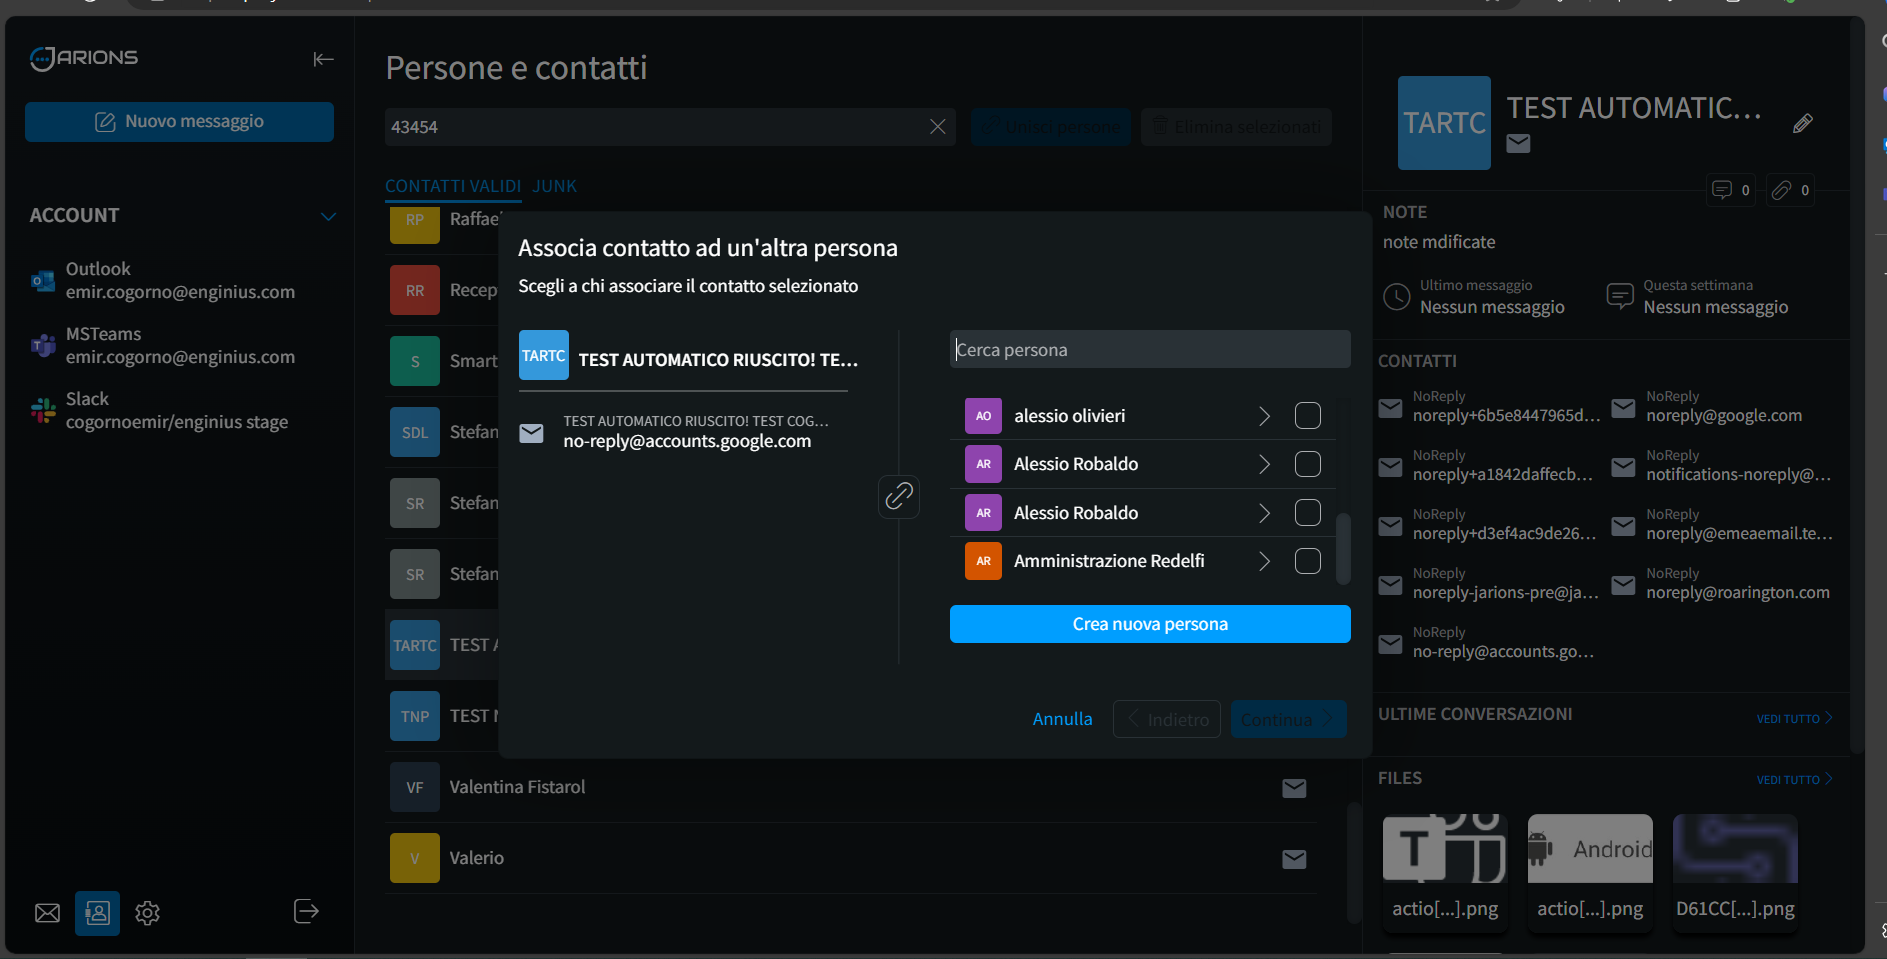 JARIONS
Nuovo messaggio
ACCOUNT
Outlook
emir.cogorno@enginius.com
MSTeams
emir.cogorno@enginius.com
Slack
cogornoemir/enginius stage
Persone e contatti
43454
Unisci persone
Elimina selezionati
CONTATTI VALIDI
JUNK
RP
Raffae
RR
Recep
S
Smart
SDL
Stefan
SR
Stefan
SR
Stefan
TARTC
TEST A
TNP
TEST
VF
Valentina Fistarol
V
Valerio
Associa contatto ad un'altra persona
Scegli a chi associare il contatto selezionato
TARTC
TEST AUTOMATICO RIUSCITO! TE...
TEST AUTOMATICO RIUSCITO! TEST COG...
no-reply@accounts.google.com
Cerca persona
AO
alessio olivieri
AR
Alessio Robaldo
AR
Alessio Robaldo
AR
Amministrazione Redelfi
Crea nuova persona
Annulla
Indietro
Continua
TARTC
TEST AUTOMATIC...
0
0
NOTE
note mdificate
Ultimo messaggio
Nessun messaggio
Questa settimana
Nessun messaggio
CONTATTI
NoReply
noreply+6b5e8447965d...
NoReply
noreply@google.com
NoReply
noreply+a1842daffecb...
NoReply
notifications-noreply@...
NoReply
noreply+d3ef4ac9de26...
NoReply
noreply@emeaemail.te...
NoReply
noreply-jarions-pre@ja...
NoReply
noreply@roarington.com
NoReply
no-reply@accounts.go...
ULTIME CONVERSAZIONI
VEDI TUTTO
FILES
VEDI TUTTO
T
Android
actio[...].png
actio[...].png
D61CC[...].png